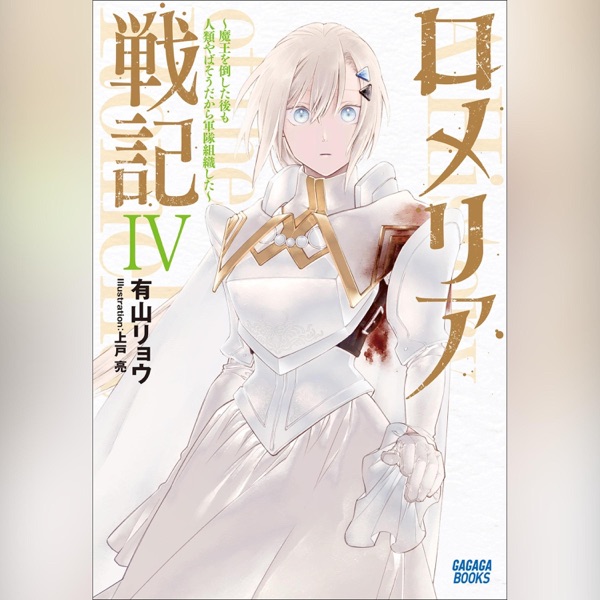 ロメリア
戦記
～魔王を倒した後も
人類やばそうだから軍隊組織した～
IV
有山リョウ
Illustration:上戸 亮
GAGAGA
BOOKS